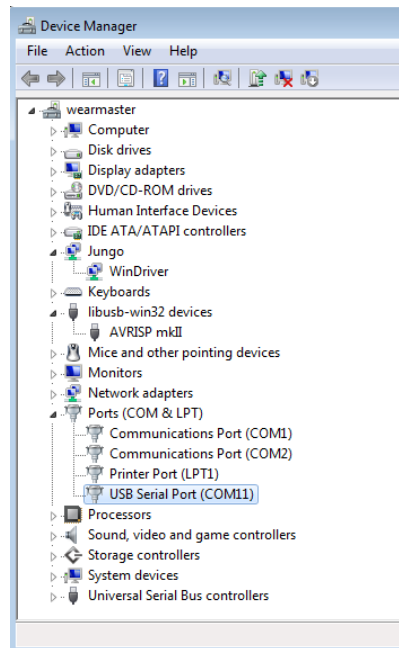 Device Manager
File Action View Help
wearmaster
Computer
Disk drives
Display adapters
DVD/CD-ROM drives
Human Interface Devices
IDE ATA/ATAPI controllers
Jungo
WinDriver
Keyboards
libusb-win32 devices
AVRISP mkII
Mice and other pointing devices
Monitors
Network adapters
Ports (COM & LPT)
Communications Port (COM1)
Communications Port (COM2)
Printer Port (LPT1)
USB Serial Port (COM11)
Processors
Sound, video and game controllers
Storage controllers
System devices
Universal Serial Bus controllers